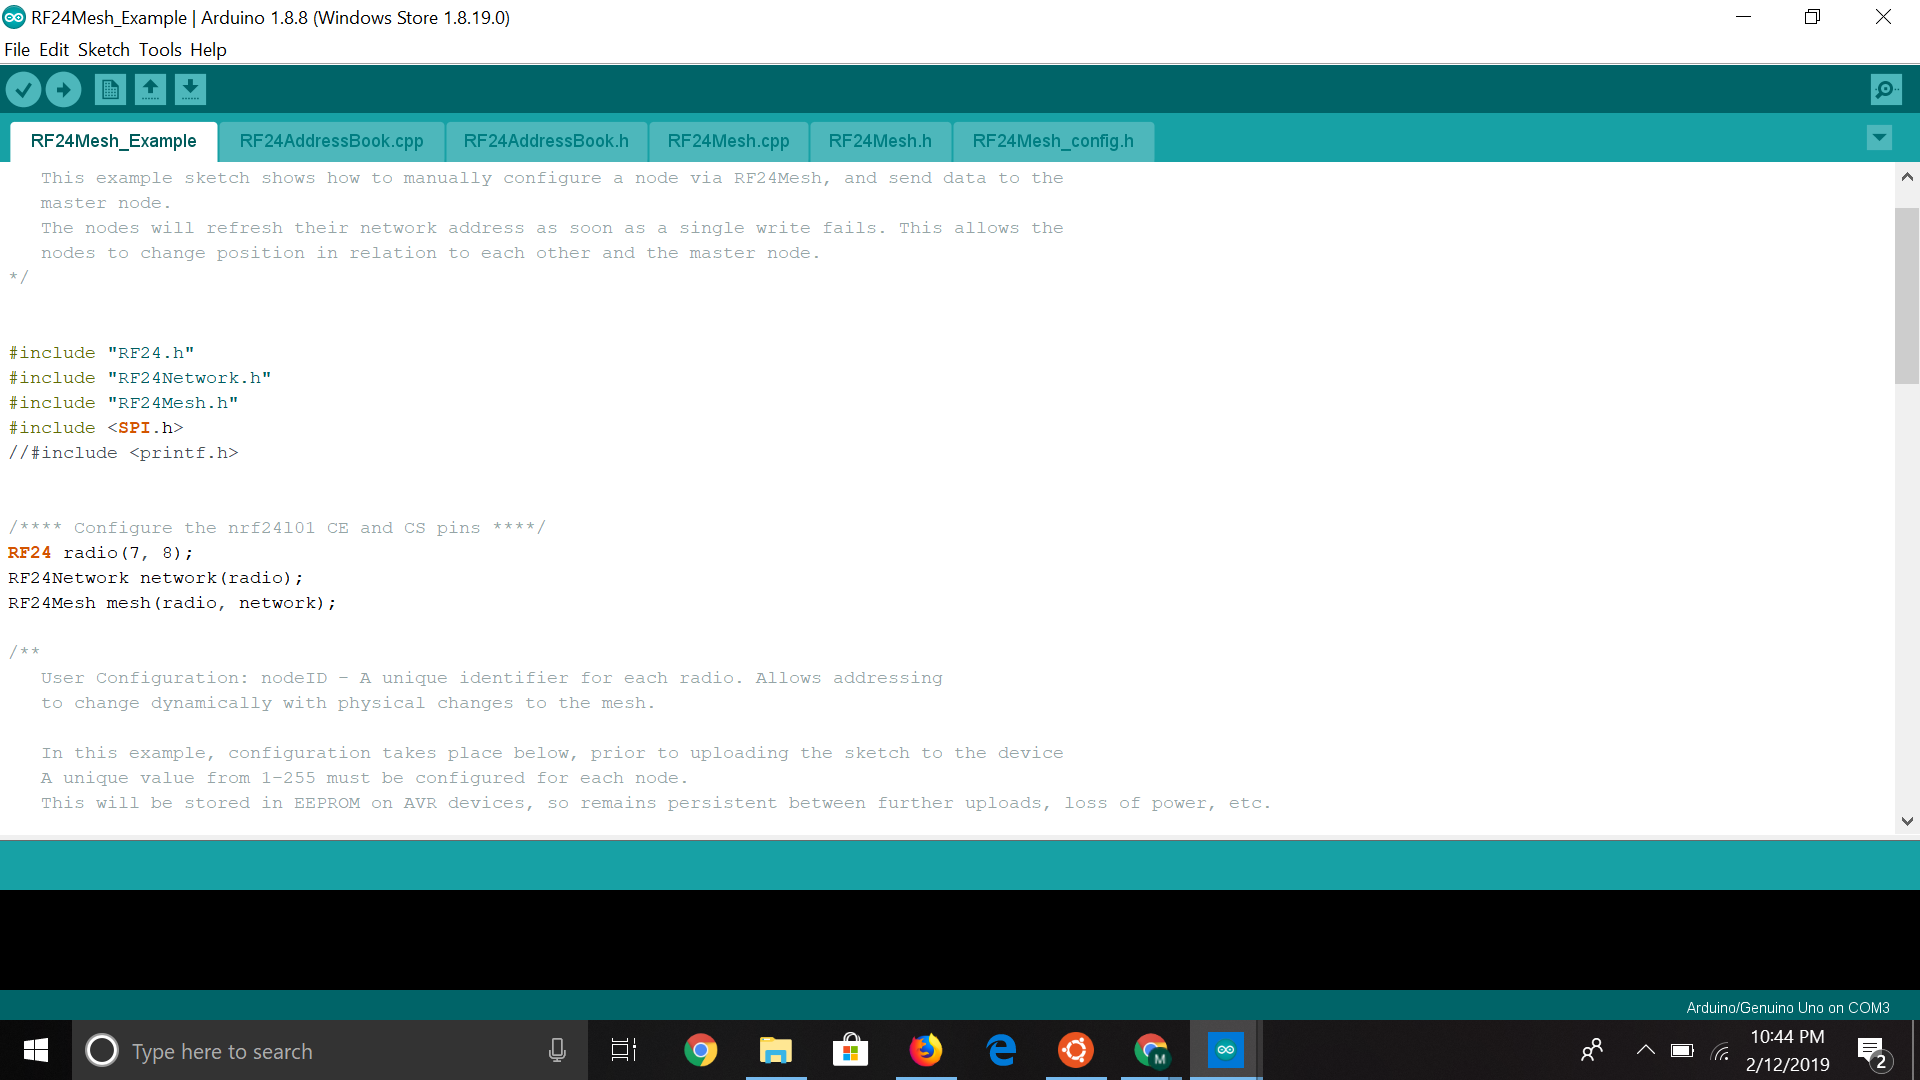 RF24Mesh_Example | Arduino 1.8.8 (Windows Store 1.8.19.0)
File Edit Sketch Tools Help
RF24Mesh_Example RF24AddressBook.cpp RF24AddressBook.h RF24Mesh.cpp RF24Mesh.h RF24Mesh_config.h
This example sketch shows how to manually configure a node via RF24Mesh, and send data to the
master node.
The nodes will refresh their network address as soon as a single write fails. This allows the
nodes to change position in relation to each other and the master node.
*/
#include "RF24.h"
#include "RF24Network.h"
#include "RF24Mesh.h"
#include <SPI.h>
//#include <printf.h>
/**** Configure the nrf24l01 CE and CS pins ****/
RF24 radio(7, 8);
RF24Network network(radio);
RF24Mesh mesh(radio, network);
/**
User Configuration: nodeID - A unique identifier for each radio. Allows addressing
to change dynamically with physical changes to the mesh.
In this example, configuration takes place below, prior to uploading the sketch to the device
A unique value from 1-255 must be configured for each node.
This will be stored in EEPROM on AVR devices, so remains persistent between further uploads, loss of power, etc.
Arduino/Genuino Uno on COM3
Type here to search
M
10:44 PM
2/12/2019
2